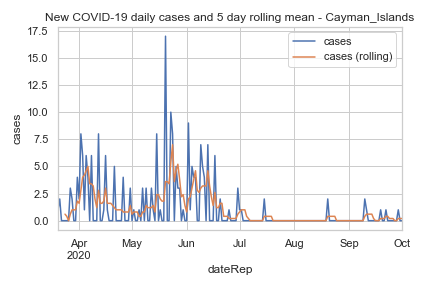 New COVID-19 daily cases and 5 day rolling mean - Cayman_Islands
cases
cases (rolling)
17.5
15.0
12.5
10.0
7.5
5.0
2.5
0.0
cases
Apr
2020
May
Jun
Jul
Aug
Sep
Oct
dateRep